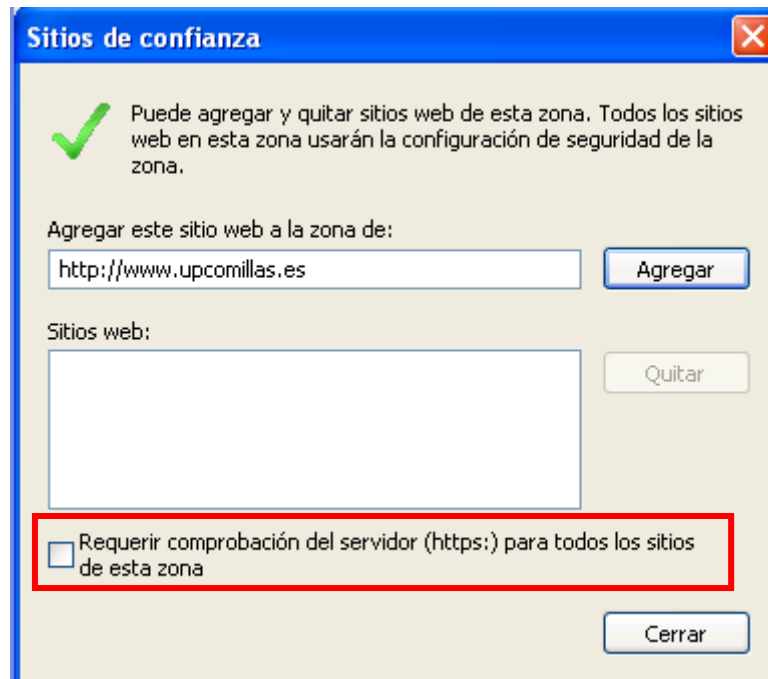 Sitios de confianza
Puede agregar y quitar sitios web de esta zona. Todos los sitios
web en esta zona usarán la configuración de seguridad de la
zona.
Agregar este sitio web a la zona de:
http://www.upcomillas.es
Agregar
Sitios web:
Quitar
Requerir comprobación del servidor (https:) para todos los sitios
de esta zona
Cerrar